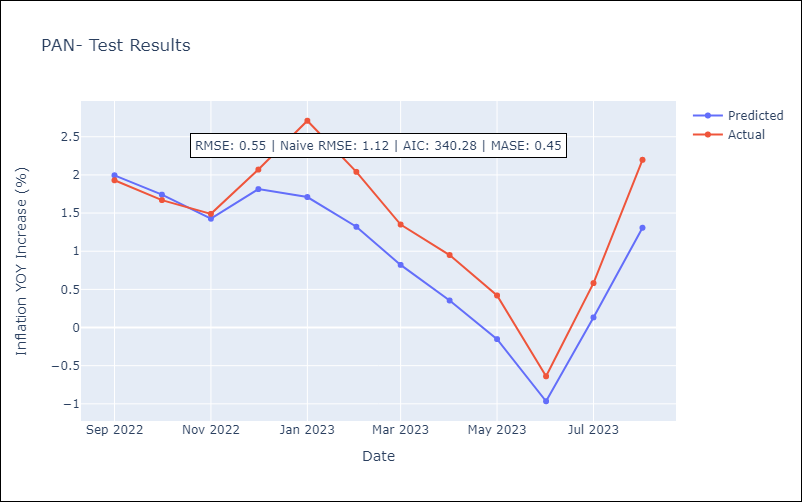 PAN- Test Results
Predicted
Actual
RMSE: 0.55 | Naive RMSE: 1.12 | AIC: 340.28 | MASE: 0.45
Inflation YOY Increase (%)
2.5
2
1.5
1
0.5
0
−0.5
−1
Sep 2022 Nov 2022 Jan 2023 Mar 2023 May 2023 Jul 2023
Date